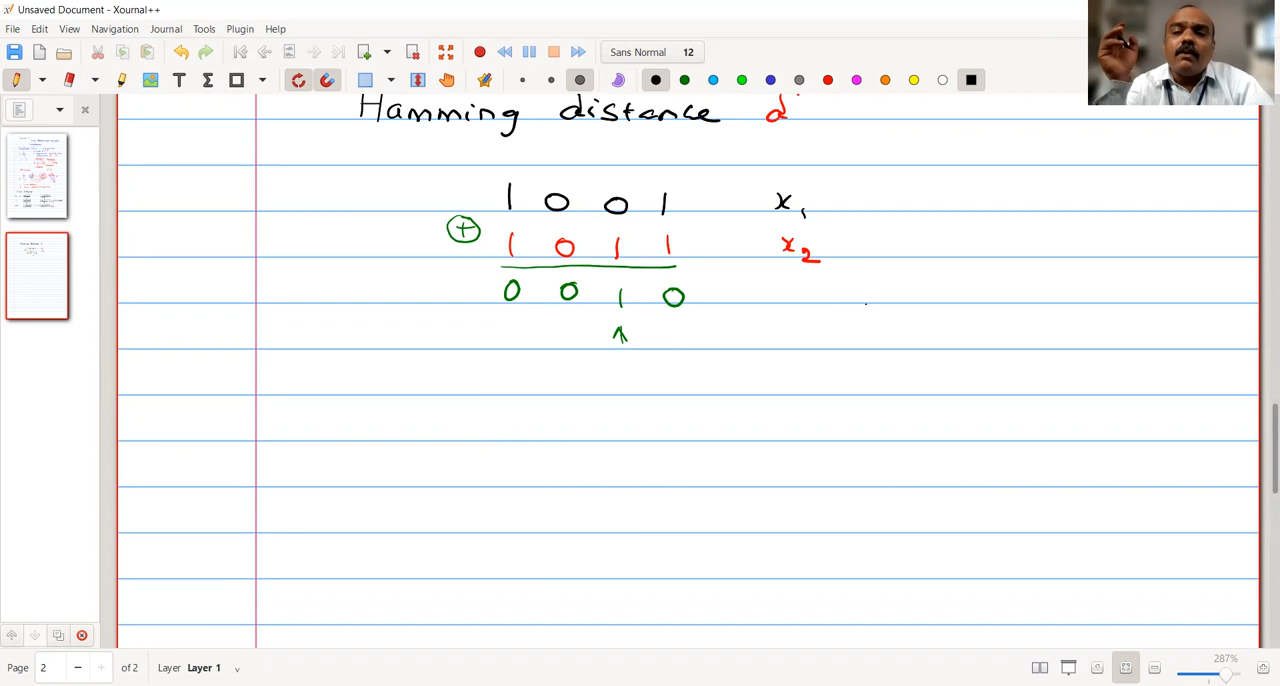 Unsaved Document - Xournal++
File Edit View Navigation Journal Tools Plugin Help
Sans Normal 12
Hamming distance d
1 0 0 1 x1
⊕ 1 0 1 1 x2
0 0 1 0
↑
Page 2 of 2 Layer Layer 1 287%